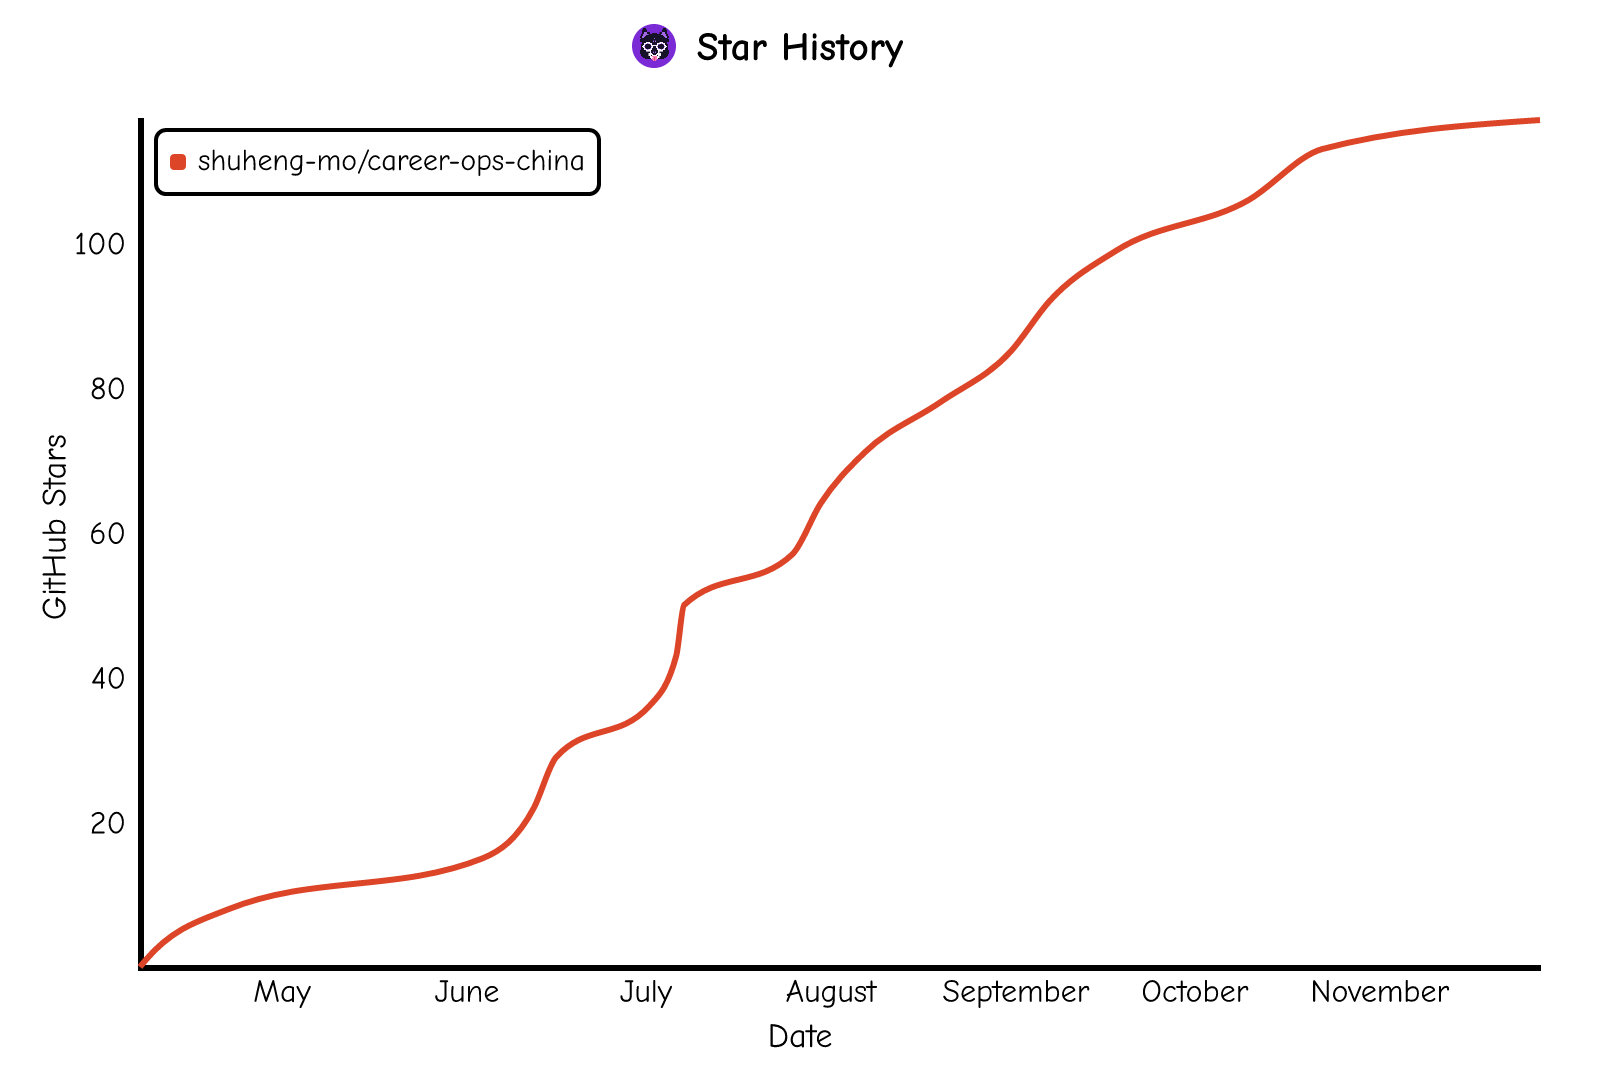 Star History
shuheng-mo/career-ops-china
100
80
60
40
20
GitHub Stars
May June July August September October November
Date